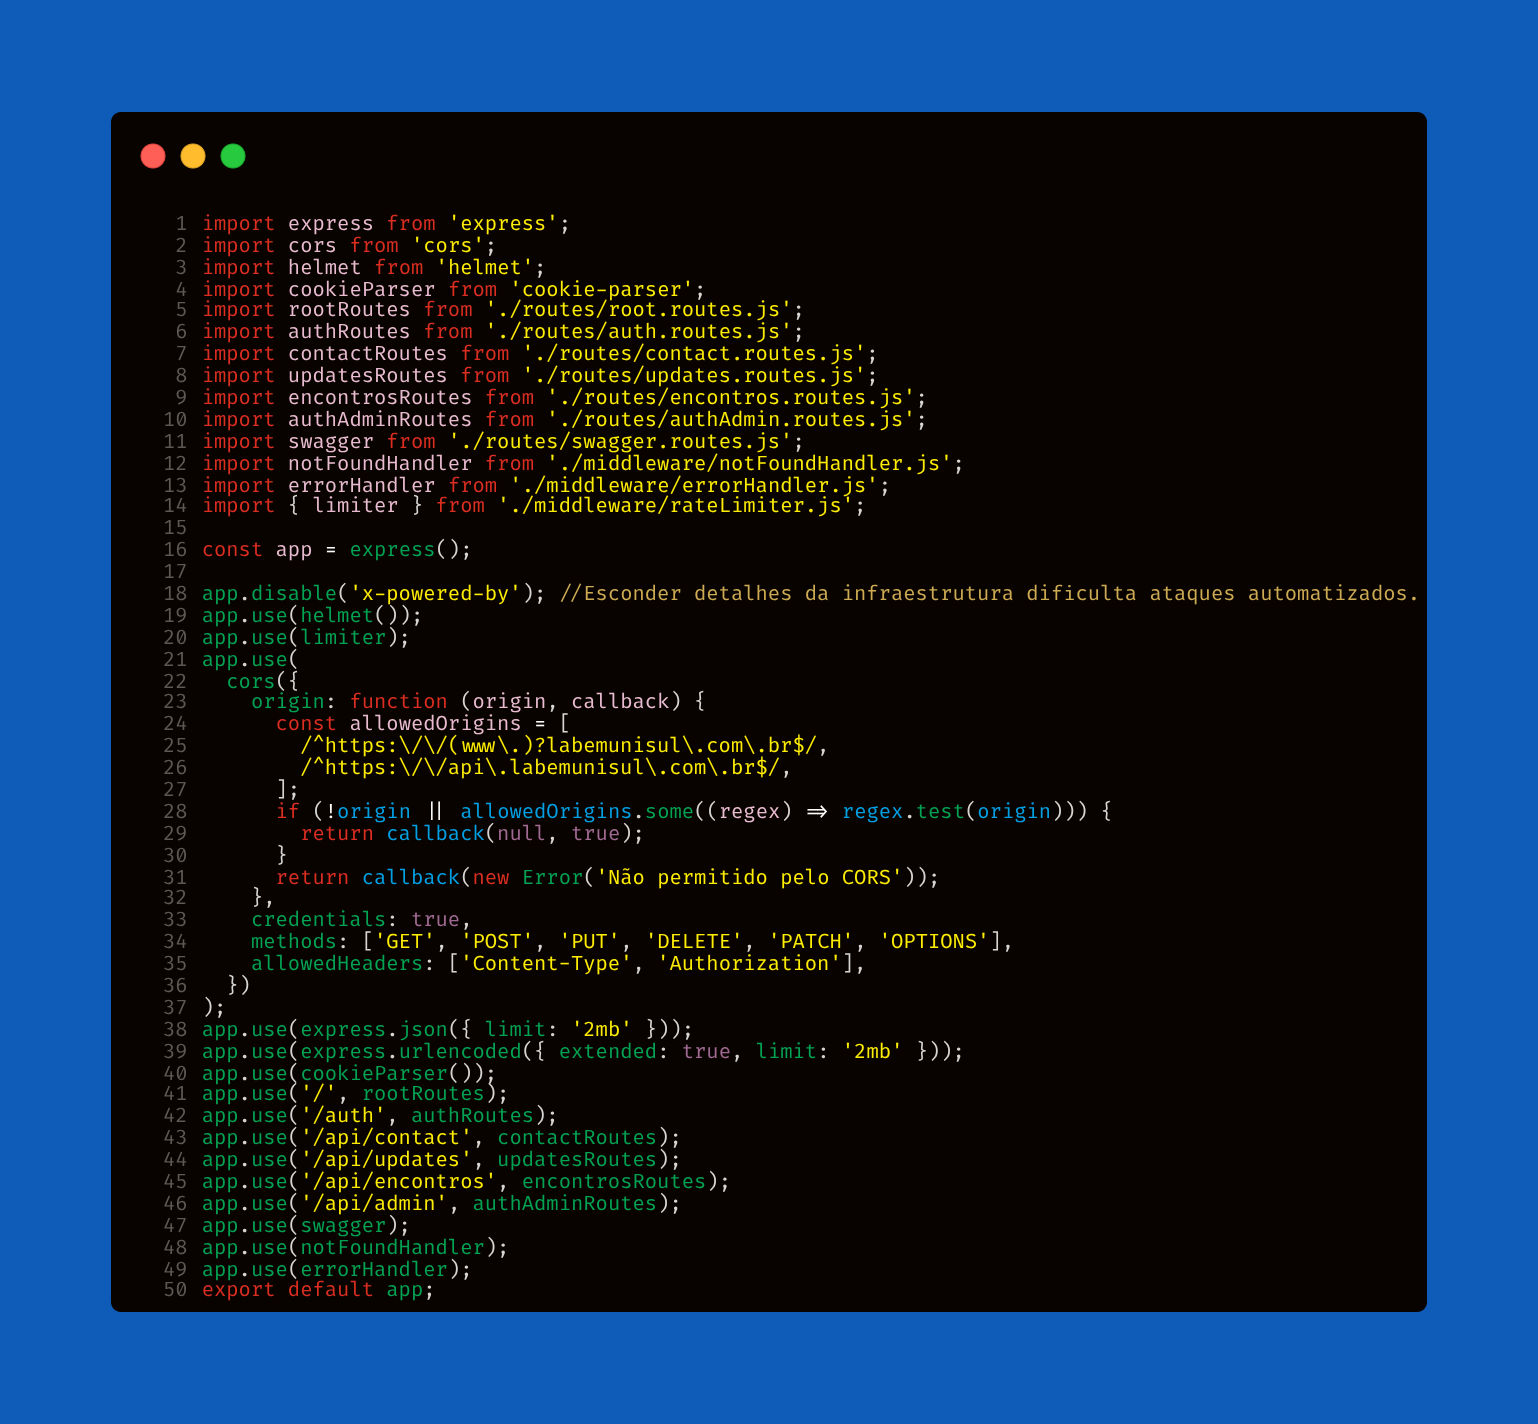 1 import express from 'express';
2 import cors from 'cors';
3 import helmet from 'helmet';
4 import cookieParser from 'cookie-parser';
5 import rootRoutes from './routes/root.routes.js';
6 import authRoutes from './routes/auth.routes.js';
7 import contactRoutes from './routes/contact.routes.js';
8 import updatesRoutes from './routes/updates.routes.js';
9 import encontrosRoutes from './routes/encontros.routes.js';
10 import authAdminRoutes from './routes/authAdmin.routes.js';
11 import swagger from './routes/swagger.routes.js';
12 import notFoundHandler from './middleware/notFoundHandler.js';
13 import errorHandler from './middleware/errorHandler.js';
14 import { limiter } from './middleware/rateLimiter.js';
15
16 const app = express();
17
18 app.disable('x-powered-by'); //Esconder detalhes da infraestrutura dificulta ataques automatizados.
19 app.use(helmet());
20 app.use(limiter);
21 app.use(
22   cors({
23     origin: function (origin, callback) {
24       const allowedOrigins = [
25         /^https:\/\/(www\.)?labemunisul\.com\.br$/,
26         /^https:\/\/api\.labemunisul\.com\.br$/,
27       ];
28       if (!origin || allowedOrigins.some((regex) => regex.test(origin))) {
29         return callback(null, true);
30       }
31       return callback(new Error('Não permitido pelo CORS'));
32     },
33     credentials: true,
34     methods: ['GET', 'POST', 'PUT', 'DELETE', 'PATCH', 'OPTIONS'],
35     allowedHeaders: ['Content-Type', 'Authorization'],
36   })
37 );
38 app.use(express.json({ limit: '2mb' }));
39 app.use(express.urlencoded({ extended: true, limit: '2mb' }));
40 app.use(cookieParser());
41 app.use('/', rootRoutes);
42 app.use('/auth', authRoutes);
43 app.use('/api/contact', contactRoutes);
44 app.use('/api/updates', updatesRoutes);
45 app.use('/api/encontros', encontrosRoutes);
46 app.use('/api/admin', authAdminRoutes);
47 app.use(swagger);
48 app.use(notFoundHandler);
49 app.use(errorHandler);
50 export default app;